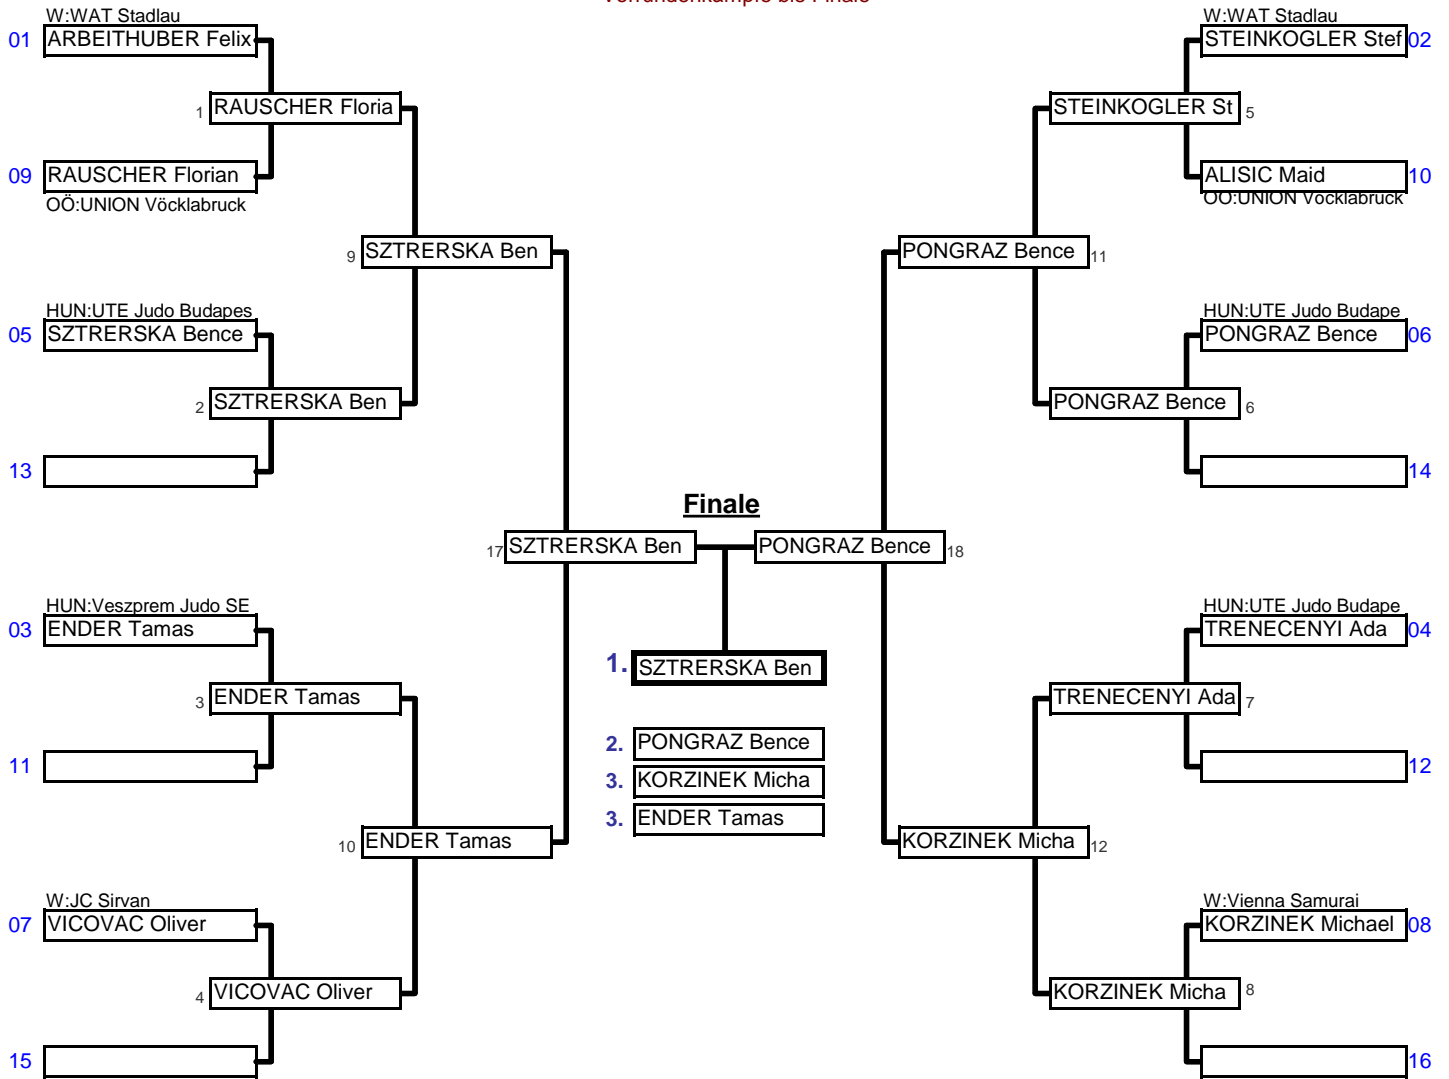 Vorrundenkämpfe bis Finale
W:WAT Stadlau
01 ARBEITHUBER Felix
1 RAUSCHER Floria
09 RAUSCHER Florian
OÖ:UNION Vöcklabruck
9 SZTRERSKA Ben
HUN:UTE Judo Budapes
05 SZTRERSKA Bence
2 SZTRERSKA Ben
13
17 SZTRERSKA Ben
HUN:Veszprem Judo SE
03 ENDER Tamas
3 ENDER Tamas
11
10 ENDER Tamas
W:JC Sirvan
07 VICOVAC Oliver
4 VICOVAC Oliver
15
Finale
1. SZTRERSKA Ben
2. PONGRAZ Bence
3. KORZINEK Micha
3. ENDER Tamas
W:WAT Stadlau
STEINKOGLER Stef 02
STEINKOGLER St 5
ALISIC Maid 10
OÖ:UNION Vöcklabruck
PONGRAZ Bence 11
HUN:UTE Judo Budape
PONGRAZ Bence 06
PONGRAZ Bence 6
14
PONGRAZ Bence 18
HUN:UTE Judo Budape
TRENECENYI Ada 04
TRENECENYI Ada 7
12
KORZINEK Micha 12
W:Vienna Samurai
KORZINEK Michael 08
KORZINEK Micha 8
16